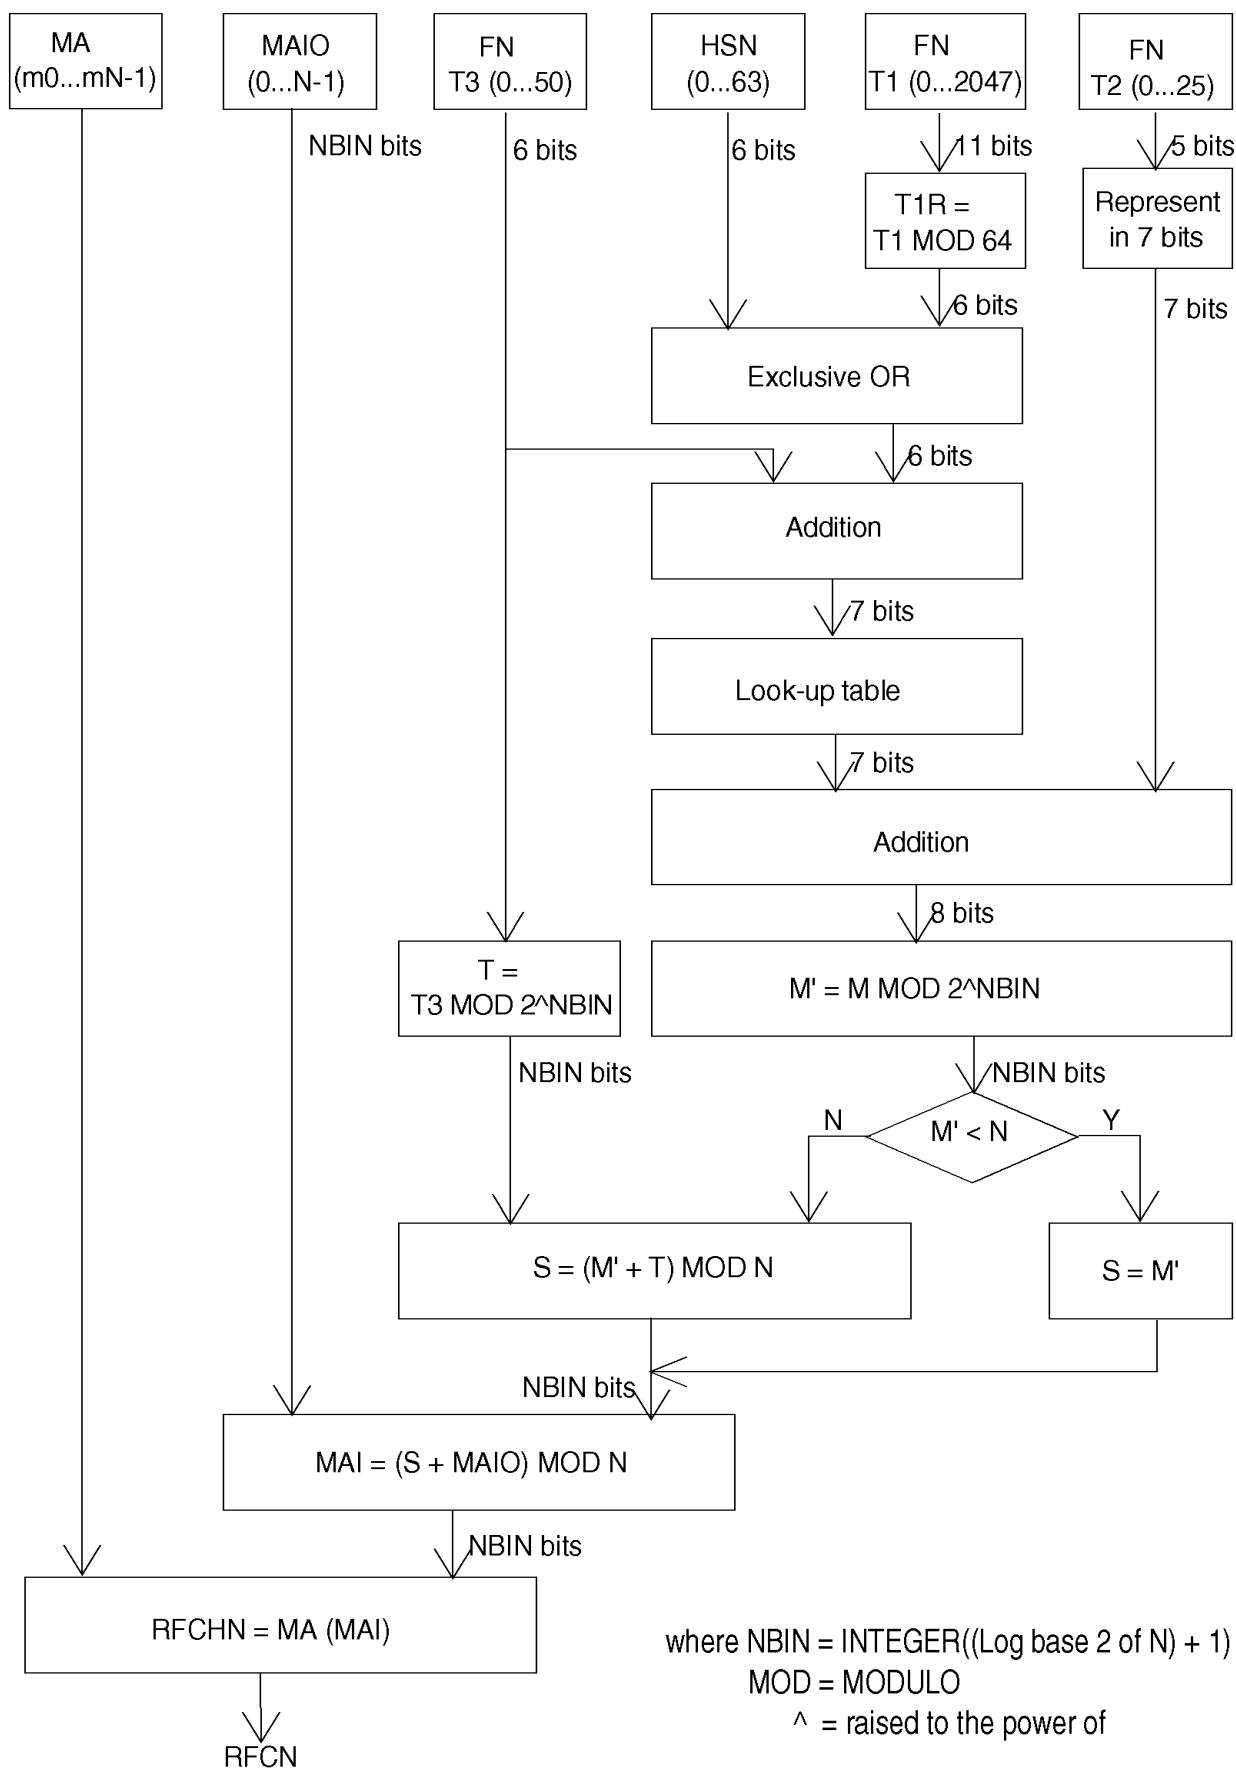 MA
(m0...mN-1)
MAIO
(0...N-1)
FN
T3 (0...50)
HSN
(0...63)
FN
T1 (0...2047)
FN
T2 (0...25)
NBIN bits
6 bits
6 bits
11 bits
5 bits
T1R =
T1 MOD 64
Represent
in 7 bits
6 bits
7 bits
Exclusive OR
6 bits
Addition
7 bits
Look-up table
7 bits
Addition
8 bits
T =
T3 MOD 2^NBIN
M' = M MOD 2^NBIN
NBIN bits
NBIN bits
N
M' < N
Y
S = (M' + T) MOD N
S = M'
NBIN bits
MAI = (S + MAIO) MOD N
NBIN bits
RFCHN = MA (MAI)
where NBIN = INTEGER((Log base 2 of N) + 1)
MOD = MODULO
^ = raised to the power of
RFCN